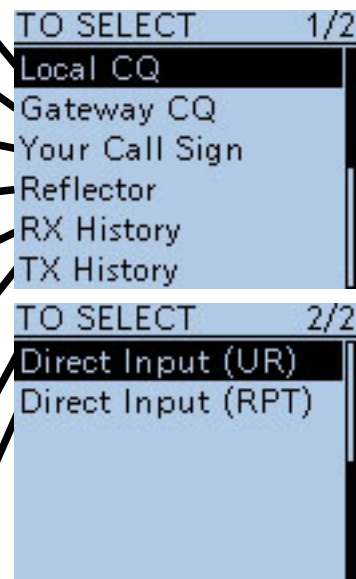 TO SELECT 1/2
Local CQ
Gateway CQ
Your Call Sign
Reflector
RX History
TX History
TO SELECT 2/2
Direct Input (UR)
Direct Input (RPT)